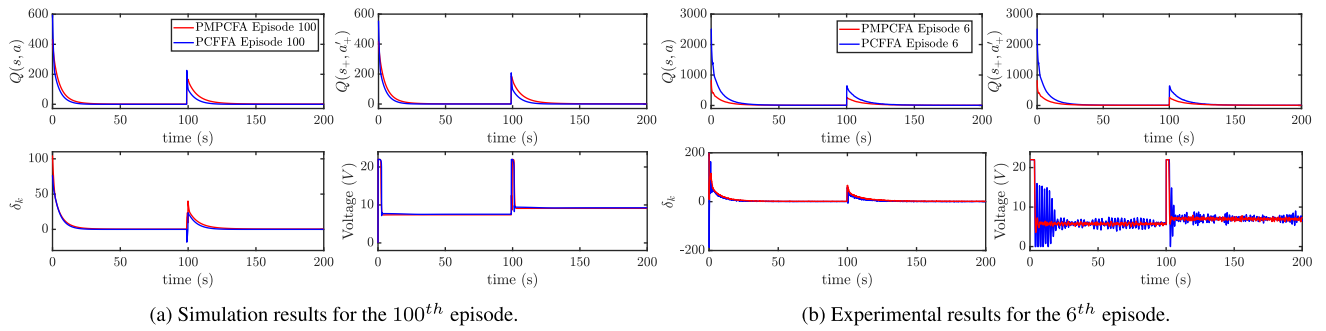 600
400
200
0
Q(s, a)
PMPCFA Episode 100
PCFFA Episode 100
0 50 100 150 200
time (s)
600
400
200
0
Q(s₊, a′₊)
0 50 100 150 200
time (s)
3000
2000
1000
0
Q(s, a)
PMPCFA Episode 6
PCFFA Episode 6
0 50 100 150 200
time (s)
3000
2000
1000
0
Q(s₊, a′₊)
0 50 100 150 200
time (s)
100
50
0
δₖ
0 50 100 150 200
time (s)
20
10
0
Voltage (V)
0 50 100 150 200
time (s)
200
0
-200
δₖ
0 50 100 150 200
time (s)
20
10
0
Voltage (V)
0 50 100 150 200
time (s)
(a) Simulation results for the 100ᵗʰ episode.
(b) Experimental results for the 6ᵗʰ episode.